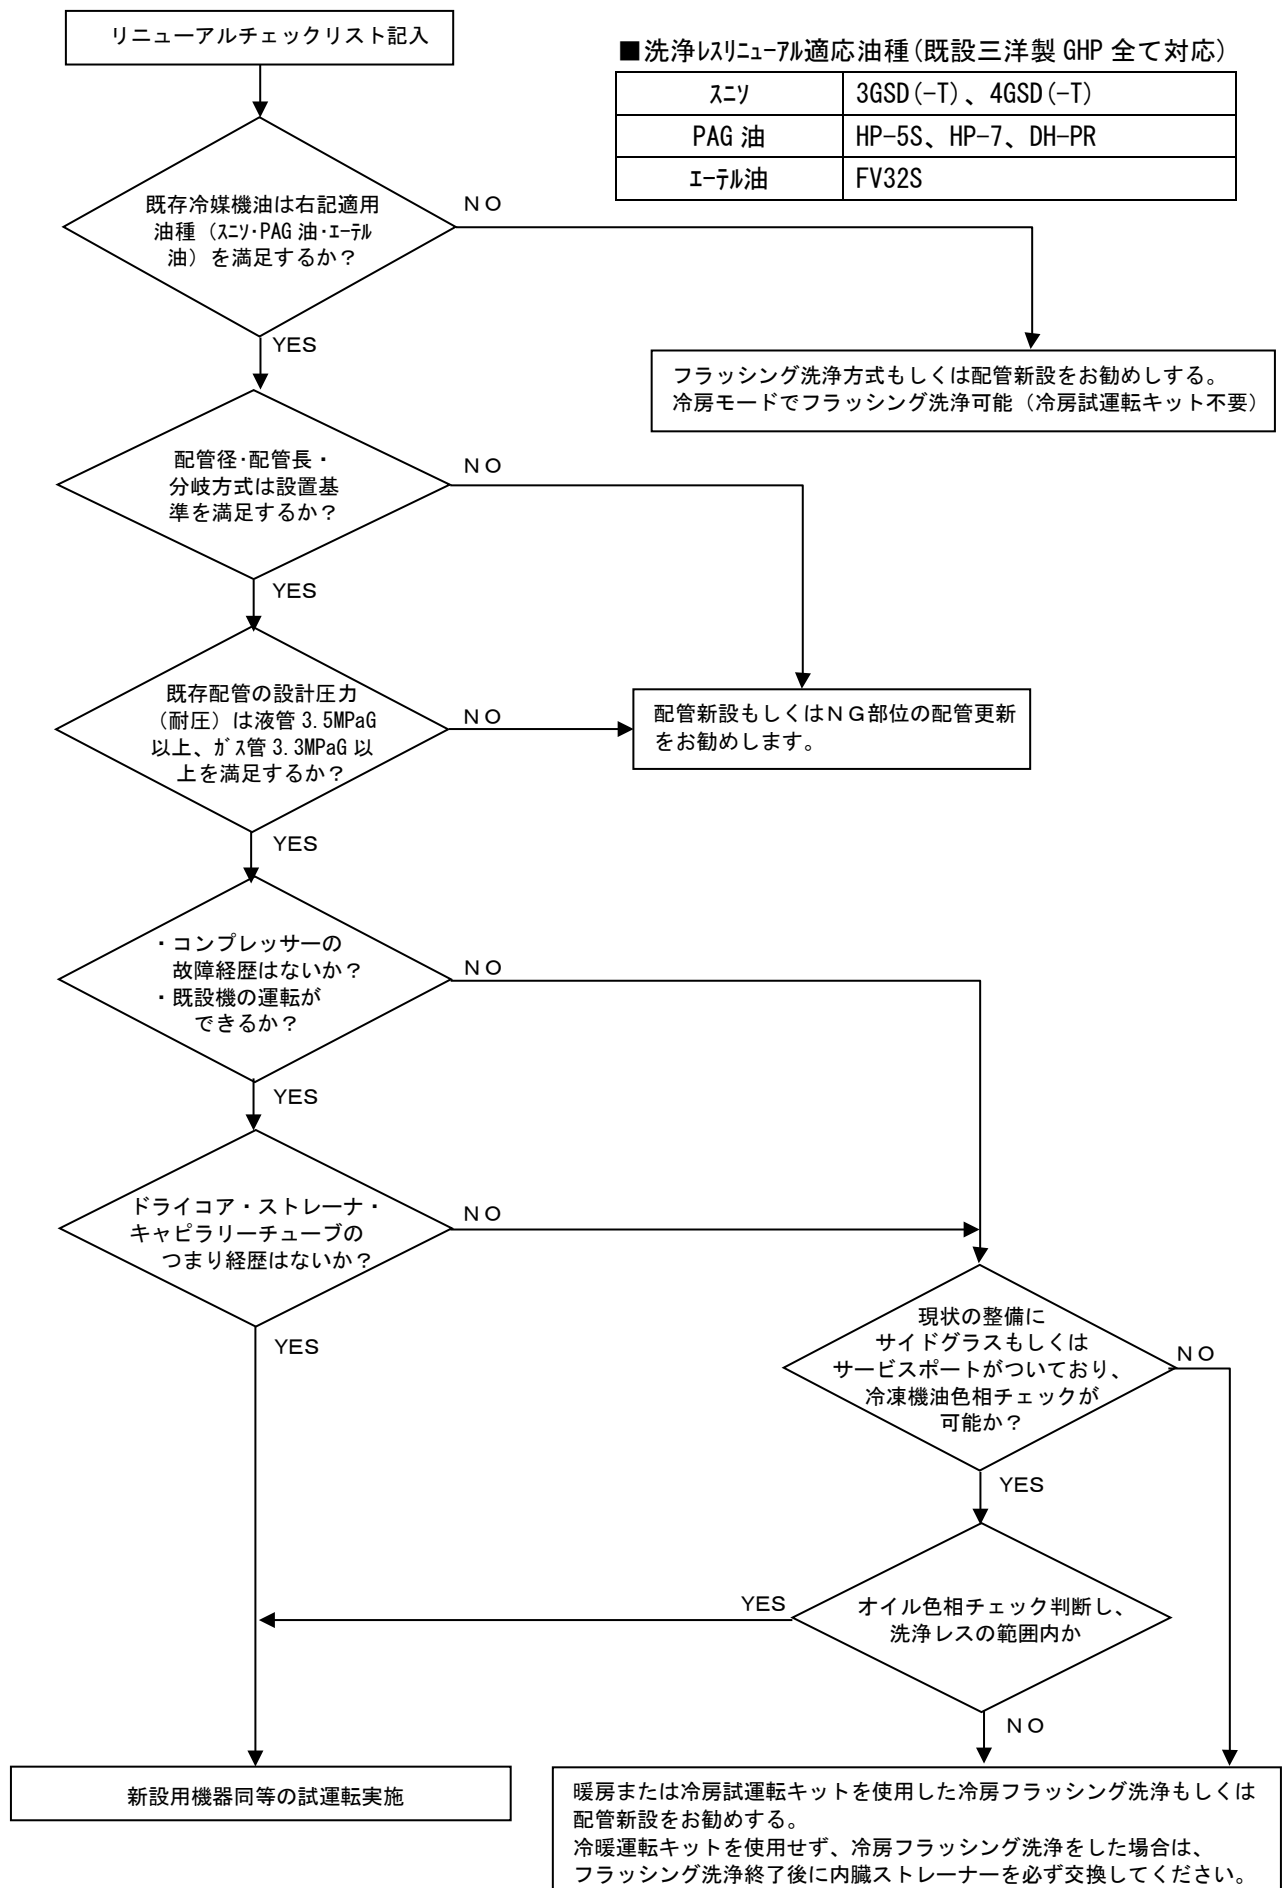 リニューアルチェックリスト記入
■洗浄ﾚｽﾘﾆｭｰｱﾙ適応油種(既設三洋製 GHP 全て対応)
ｽﾆｿ 3GSD(-T)、4GSD(-T)
PAG 油 HP-5S、HP-7、DH-PR
ｴｰﾃﾙ油 FV32S
既存冷媒機油は右記適用
油種（ｽﾆｿ･PAG 油･ｴｰﾃﾙ
油）を満足するか？
ＮＯ
YES
フラッシング洗浄方式もしくは配管新設をお勧めしする。
冷房モードでフラッシング洗浄可能（冷房試運転キット不要）
配管径･配管長・
分岐方式は設置基
準を満足するか？
ＮＯ
YES
既存配管の設計圧力
（耐圧）は液管 3.5MPaG
以上、ｶﾞｽ管 3.3MPaG 以
上を満足するか？
ＮＯ
配管新設もしくはＮＧ部位の配管更新
をお勧めします。
YES
・コンプレッサーの
故障経歴はないか？
・既設機の運転が
できるか？
ＮＯ
YES
ドライコア・ストレーナ・
キャピラリーチューブの
つまり経歴はないか？
ＮＯ
YES
現状の整備に
サイドグラスもしくは
サービスポートがついており、
冷凍機油色相チェックが
可能か？
ＮＯ
YES
オイル色相チェック判断し、
洗浄レスの範囲内か
YES
ＮＯ
新設用機器同等の試運転実施
暖房または冷房試運転キットを使用した冷房フラッシング洗浄もしくは
配管新設をお勧めする。
冷暖運転キットを使用せず、冷房フラッシング洗浄をした場合は、
フラッシング洗浄終了後に内臓ストレーナーを必ず交換してください。